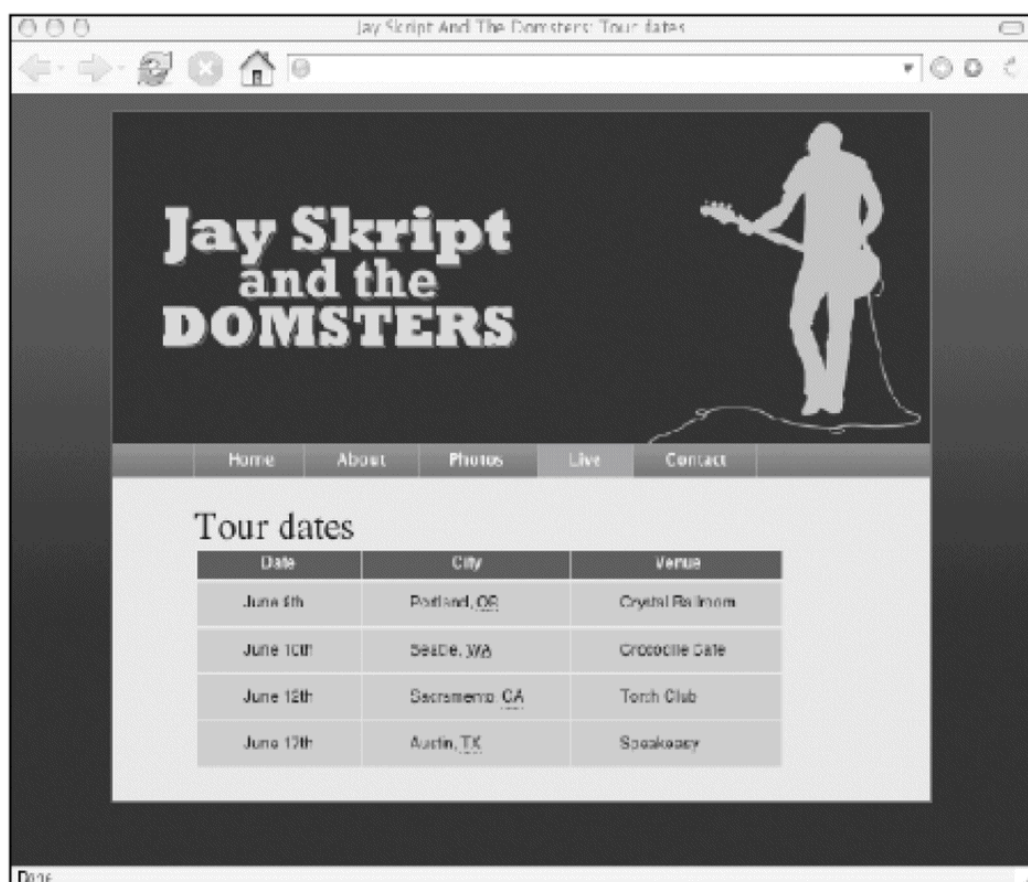 Jay Skript And The Domsters: Tour dates
Jay Skript
and the
DOMSTERS
Home About Photos Live Contact
Tour dates
Date City Venue
June Portland, OR Crystal Ballroom
June 10th Seattle, WA Crocodile Cafe
June 12th Sacramento, CA Torch Club
June 17th Austin, TX Speakeasy
Done